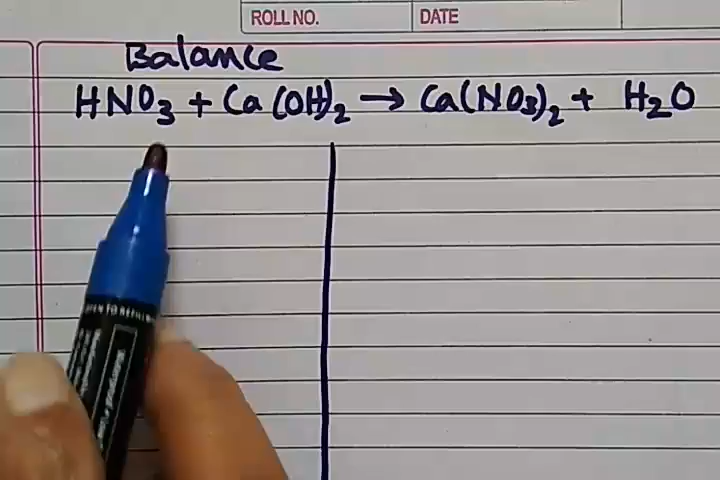 ROLL NO. DATE
Balance
HNO₃ + Ca(OH)₂ → Ca(NO₃)₂ + H₂O